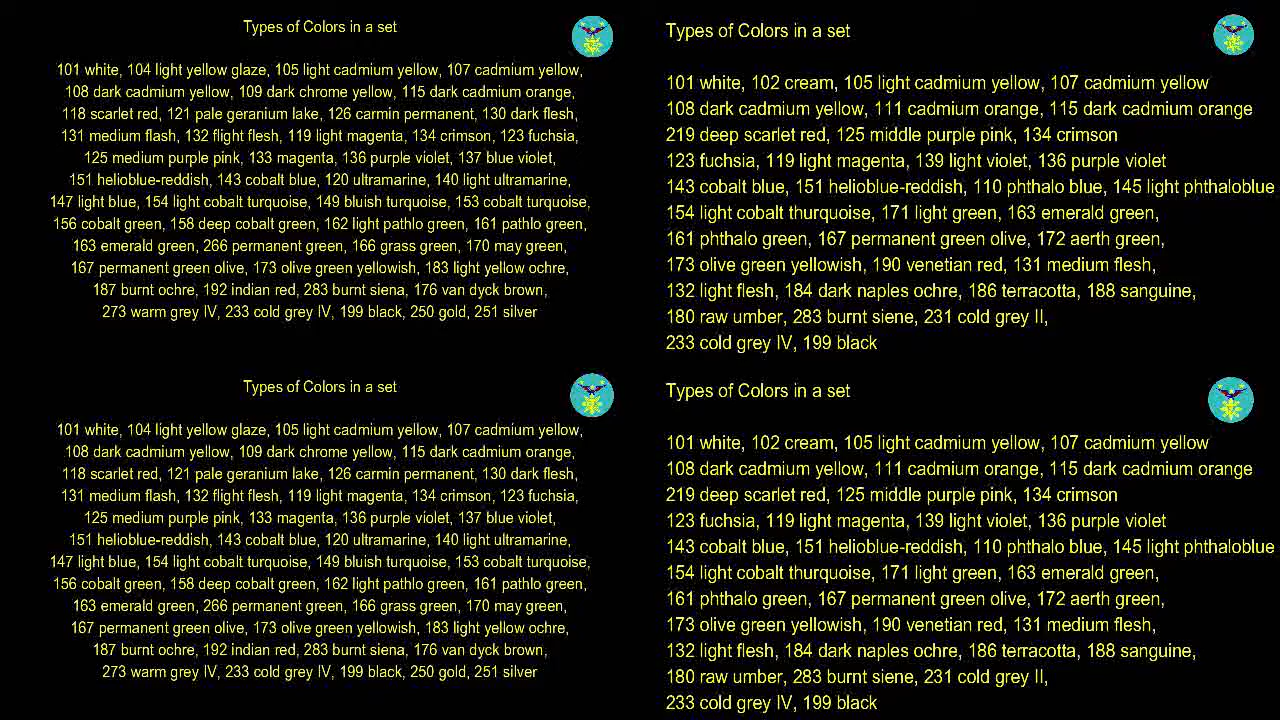 Types of Colors in a set
101 white, 104 light yellow glaze, 105 light cadmium yellow, 107 cadmium yellow,
108 dark cadmium yellow, 109 dark chrome yellow, 115 dark cadmium orange,
118 scarlet red, 121 pale geranium lake, 126 carmin permanent, 130 dark flesh,
131 medium flash, 132 flight flesh, 119 light magenta, 134 crimson, 123 fuchsia,
125 medium purple pink, 133 magenta, 136 purple violet, 137 blue violet,
151 helioblue-reddish, 143 cobalt blue, 120 ultramarine, 140 light ultramarine,
147 light blue, 154 light cobalt turquoise, 149 bluish turquoise, 153 cobalt turquoise,
156 cobalt green, 158 deep cobalt green, 162 light pathlo green, 161 pathlo green,
163 emerald green, 266 permanent green, 166 grass green, 170 may green,
167 permanent green olive, 173 olive green yellowish, 183 light yellow ochre,
187 burnt ochre, 192 indian red, 283 burnt siena, 176 van dyck brown,
273 warm grey IV, 233 cold grey IV, 199 black, 250 gold, 251 silver
Types of Colors in a set
101 white, 102 cream, 105 light cadmium yellow, 107 cadmium yellow
108 dark cadmium yellow, 111 cadmium orange, 115 dark cadmium orange
219 deep scarlet red, 125 middle purple pink, 134 crimson
123 fuchsia, 119 light magenta, 139 light violet, 136 purple violet
143 cobalt blue, 151 helioblue-reddish, 110 phthalo blue, 145 light phthaloblue
154 light cobalt thurquoise, 171 light green, 163 emerald green,
161 phthalo green, 167 permanent green olive, 172 aerth green,
173 olive green yellowish, 190 venetian red, 131 medium flesh,
132 light flesh, 184 dark naples ochre, 186 terracotta, 188 sanguine,
180 raw umber, 283 burnt siene, 231 cold grey II,
233 cold grey IV, 199 black
Types of Colors in a set
101 white, 104 light yellow glaze, 105 light cadmium yellow, 107 cadmium yellow,
108 dark cadmium yellow, 109 dark chrome yellow, 115 dark cadmium orange,
118 scarlet red, 121 pale geranium lake, 126 carmin permanent, 130 dark flesh,
131 medium flash, 132 flight flesh, 119 light magenta, 134 crimson, 123 fuchsia,
125 medium purple pink, 133 magenta, 136 purple violet, 137 blue violet,
151 helioblue-reddish, 143 cobalt blue, 120 ultramarine, 140 light ultramarine,
147 light blue, 154 light cobalt turquoise, 149 bluish turquoise, 153 cobalt turquoise,
156 cobalt green, 158 deep cobalt green, 162 light pathlo green, 161 pathlo green,
163 emerald green, 266 permanent green, 166 grass green, 170 may green,
167 permanent green olive, 173 olive green yellowish, 183 light yellow ochre,
187 burnt ochre, 192 indian red, 283 burnt siena, 176 van dyck brown,
273 warm grey IV, 233 cold grey IV, 199 black, 250 gold, 251 silver
Types of Colors in a set
101 white, 102 cream, 105 light cadmium yellow, 107 cadmium yellow
108 dark cadmium yellow, 111 cadmium orange, 115 dark cadmium orange
219 deep scarlet red, 125 middle purple pink, 134 crimson
123 fuchsia, 119 light magenta, 139 light violet, 136 purple violet
143 cobalt blue, 151 helioblue-reddish, 110 phthalo blue, 145 light phthaloblue
154 light cobalt thurquoise, 171 light green, 163 emerald green,
161 phthalo green, 167 permanent green olive, 172 aerth green,
173 olive green yellowish, 190 venetian red, 131 medium flesh,
132 light flesh, 184 dark naples ochre, 186 terracotta, 188 sanguine,
180 raw umber, 283 burnt siene, 231 cold grey II,
233 cold grey IV, 199 black